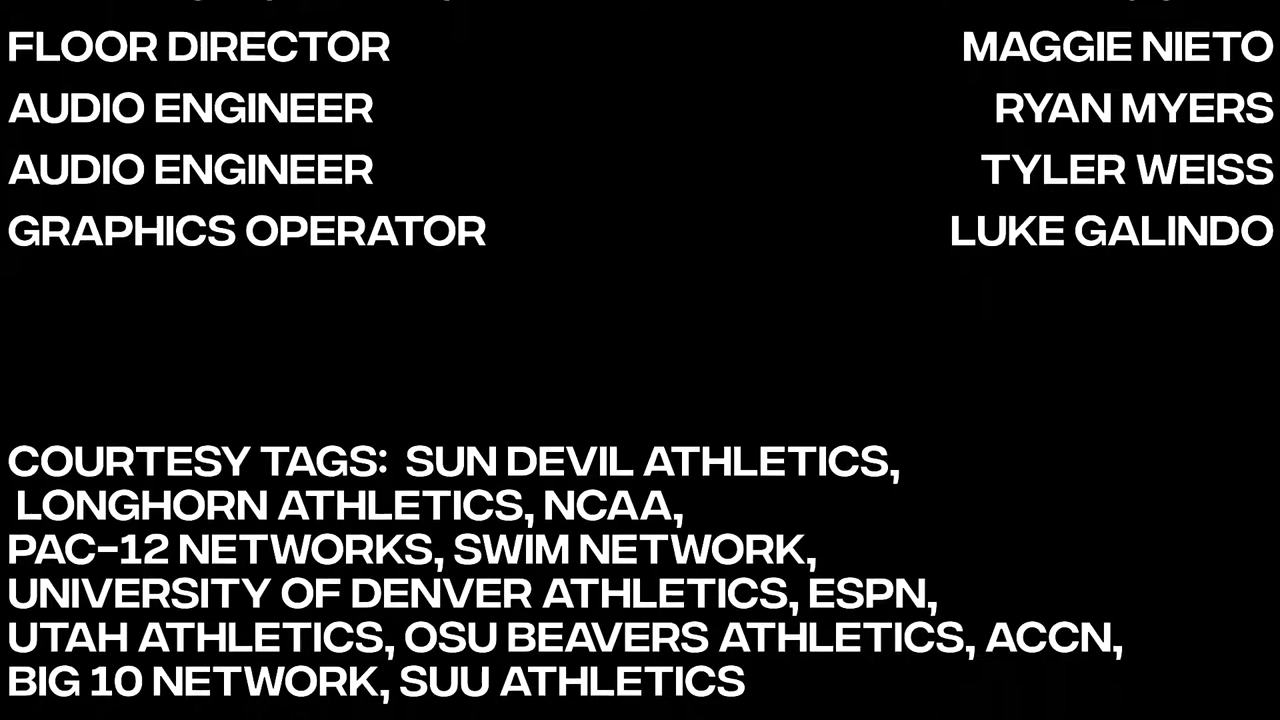 FLOOR DIRECTOR MAGGIE NIETO
AUDIO ENGINEER RYAN MYERS
AUDIO ENGINEER TYLER WEISS
GRAPHICS OPERATOR LUKE GALINDO
COURTESY TAGS: SUN DEVIL ATHLETICS,
LONGHORN ATHLETICS, NCAA,
PAC-12 NETWORKS, SWIM NETWORK,
UNIVERSITY OF DENVER ATHLETICS, ESPN,
UTAH ATHLETICS, OSU BEAVERS ATHLETICS, ACCN,
BIG 10 NETWORK, SUU ATHLETICS